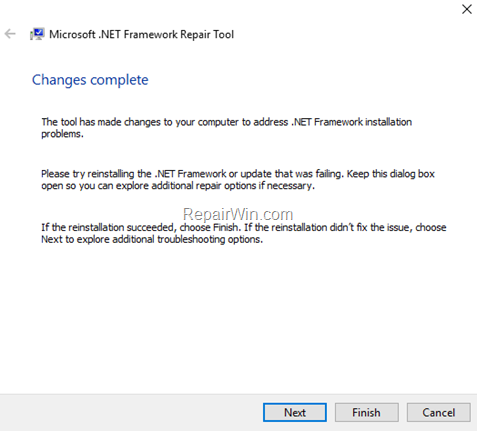 Microsoft .NET Framework Repair Tool
Changes complete
The tool has made changes to your computer to address .NET Framework installation
problems.
Please try reinstalling the .NET Framework or update that was failing. Keep this dialog box
open so you can explore additional repair options if necessary.
RepairWin.com
If the reinstallation succeeded, choose Finish. If the reinstallation didn't fix the issue, choose
Next to explore additional troubleshooting options.
Next Finish Cancel